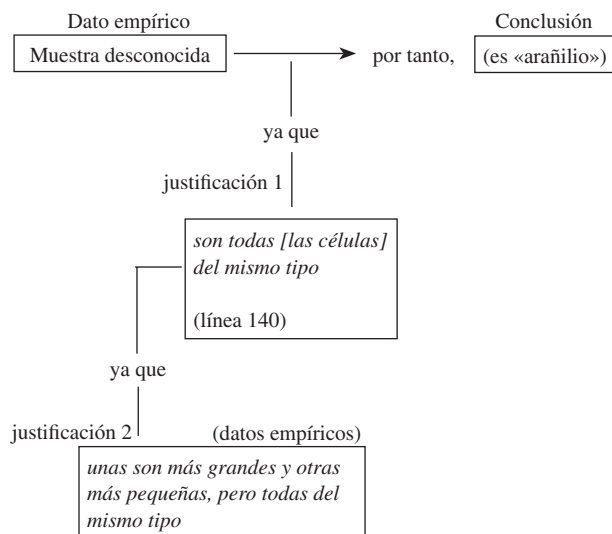 Dato empírico
Conclusión
Muestra desconocida
por tanto,
(es «arañilio»)
ya que
justificación 1
son todas [las células]
del mismo tipo
(línea 140)
ya que
justificación 2
(datos empíricos)
unas son más grandes y otras
más pequeñas, pero todas del
mismo tipo